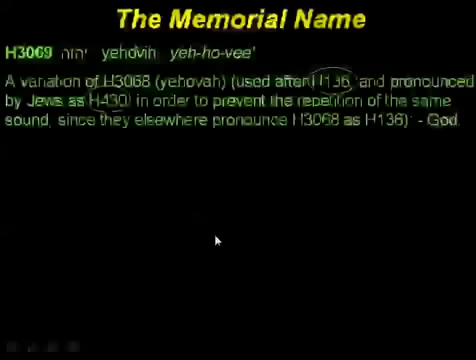 The Memorial Name
H3069 יהוה yehôvih yeh-ho-vee'
A variation of H3068 (yehovah) (used after H136, and pronounced
by Jews as H430) in order to prevent the repetition of the same
sound, since they elsewhere pronounce H3068 as H136): - God.